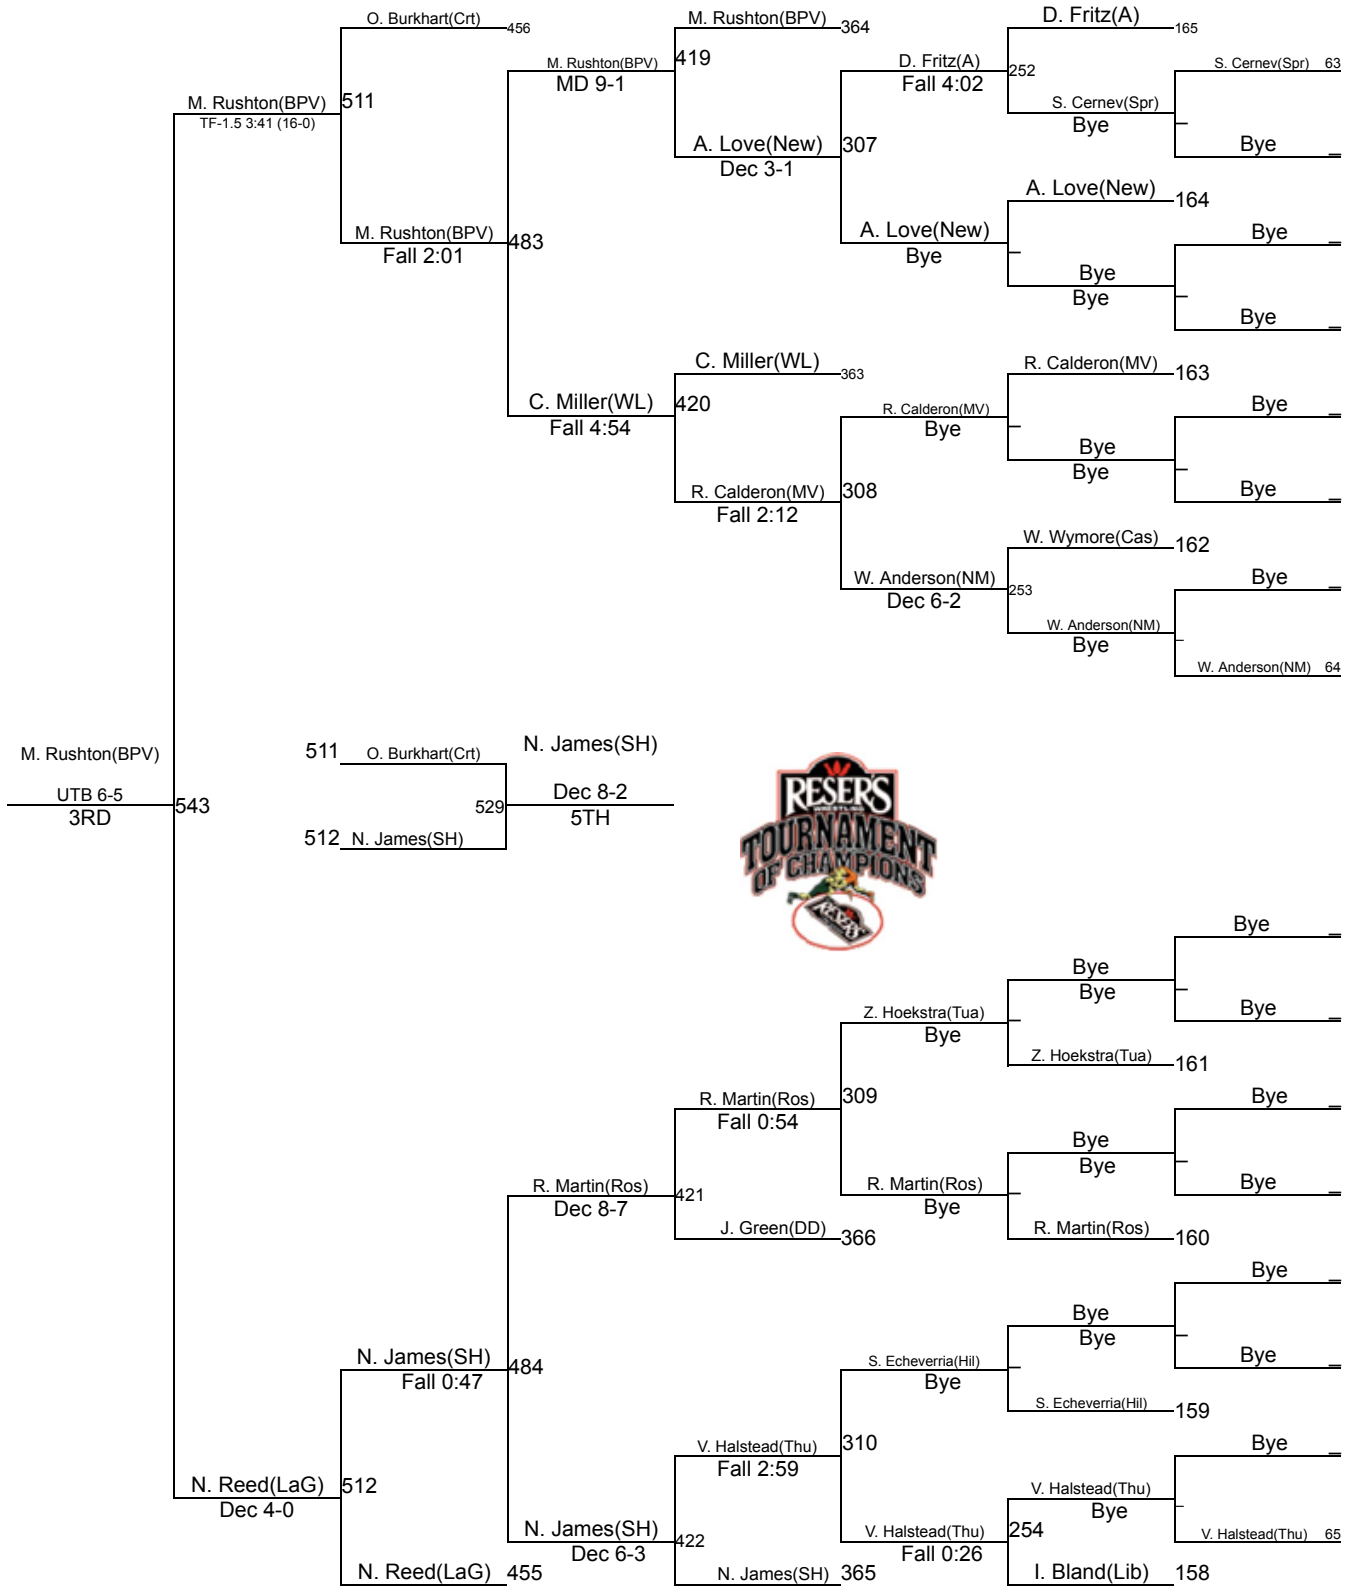 O. Burkhart(Crt) 456
M. Rushton(BPV) 364
D. Fritz(A) 165
M. Rushton(BPV) 419
MD 9-1
D. Fritz(A) 252
Fall 4:02
S. Cernev(Spr) 63
M. Rushton(BPV) 511
TF-1.5 3:41 (16-0)
S. Cernev(Spr)
Bye
Bye
A. Love(New) 307
Dec 3-1
A. Love(New) 164
M. Rushton(BPV) 483
Fall 2:01
A. Love(New)
Bye
Bye
Bye
Bye
Bye
C. Miller(WL) 363
R. Calderon(MV) 163
C. Miller(WL) 420
Fall 4:54
R. Calderon(MV)
Bye
Bye
Bye
Bye
Bye
R. Calderon(MV) 308
Fall 2:12
W. Wymore(Cas) 162
W. Anderson(NM) 253
Dec 6-2
Bye
W. Anderson(NM)
Bye
W. Anderson(NM) 64
M. Rushton(BPV)
UTB 6-5 543
3RD
511 O. Burkhart(Crt)
N. James(SH)
529 Dec 8-2
5TH
512 N. James(SH)
RESER'S
WRESTLING
TOURNAMENT
OF CHAMPIONS
RESER'S
Bye
Bye
Bye
Bye
Z. Hoekstra(Tua)
Bye
Z. Hoekstra(Tua) 161
R. Martin(Ros) 309
Fall 0:54
Bye
Bye
Bye
Bye
R. Martin(Ros) 421
Dec 8-7
R. Martin(Ros)
Bye
J. Green(DD) 366
R. Martin(Ros) 160
Bye
Bye
Bye
Bye
N. James(SH) 484
Fall 0:47
S. Echeverria(Hil)
Bye
S. Echeverria(Hil) 159
V. Halstead(Thu) 310
Fall 2:59
Bye
N. Reed(LaG) 512
Dec 4-0
V. Halstead(Thu)
Bye
N. James(SH) 422
Dec 6-3
V. Halstead(Thu) 254
Fall 0:26
V. Halstead(Thu) 65
N. Reed(LaG) 455
N. James(SH) 365
I. Bland(Lib) 158